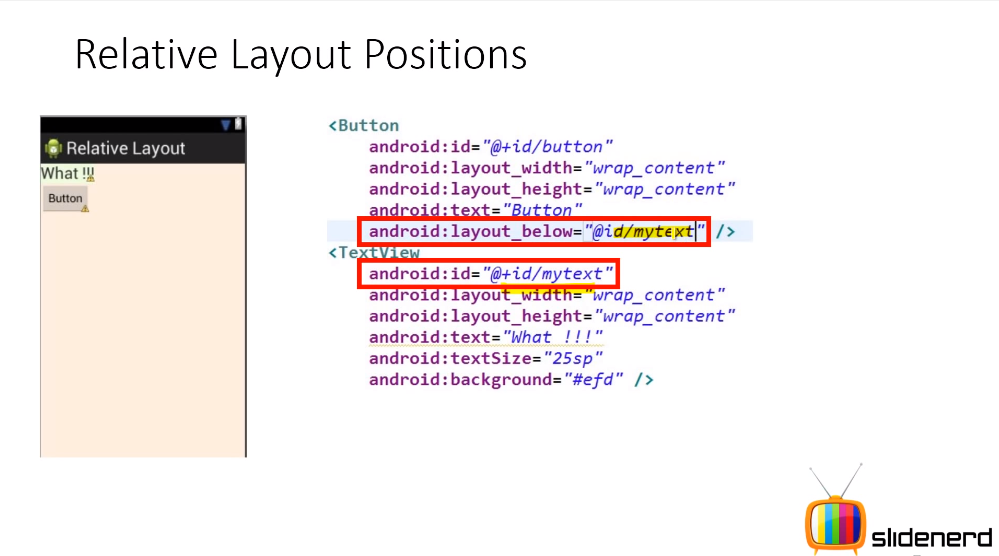 Relative Layout Positions
Relative Layout
What !!!
Button
<Button
android:id="@+id/button"
android:layout_width="wrap_content"
android:layout_height="wrap_content"
android:text="Button"
android:layout_below="@id/mytext" />
<TextView
android:id="@+id/mytext"
android:layout_width="wrap_content"
android:layout_height="wrap_content"
android:text="What !!!"
android:textSize="25sp"
android:background="#efd" />
slidenerd